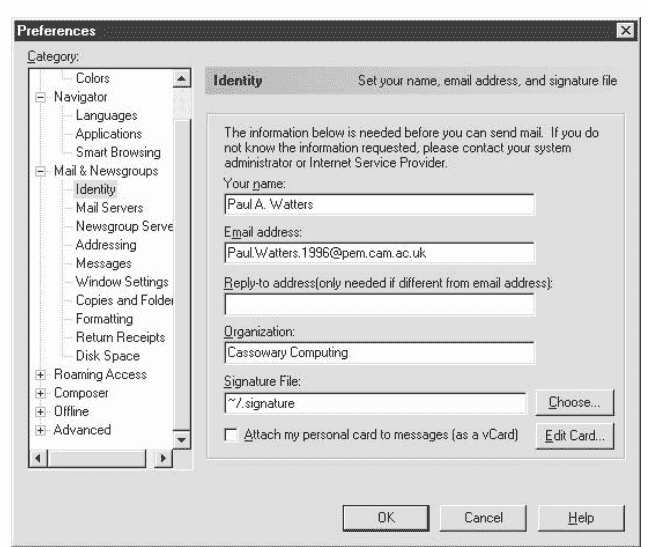 Preferences
Category:
Colors
Navigator
Languages
Applications
Smart Browsing
Mail & Newsgroups
Identity
Mail Servers
Newsgroup Serve
Addressing
Messages
Window Settings
Copies and Folder
Formatting
Return Receipts
Disk Space
Roaming Access
Composer
Offline
Advanced
Identity Set your name, email address, and signature file
The information below is needed before you can send mail. If you do
not know the information requested, please contact your system
administrator or Internet Service Provider.
Your name:
Paul A. Watters
Email address:
Paul.Watters.1996@pem.cam.ac.uk
Reply-to address(only needed if different from email address):
Organization:
Cassowary Computing
Signature File:
~/.signature Choose...
Attach my personal card to messages (as a vCard) Edit Card...
OK Cancel Help